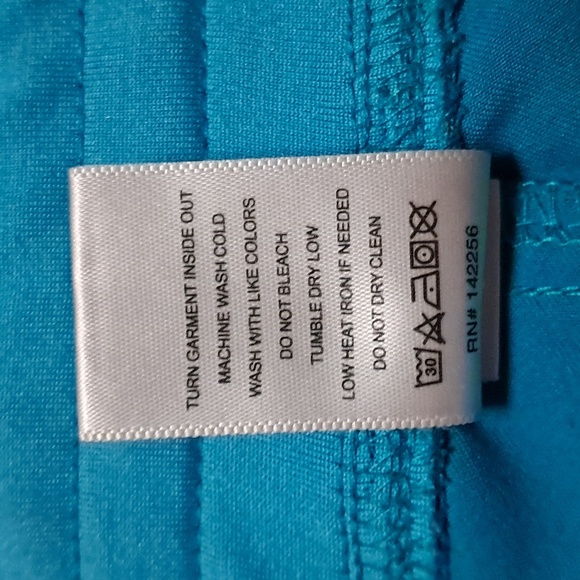 TURN GARMENT INSIDE OUT
MACHINE WASH COLD
WASH WITH LIKE COLORS
DO NOT BLEACH
TUMBLE DRY LOW
LOW HEAT IRON IF NEEDED
DO NOT DRY CLEAN
30
RN# 142256